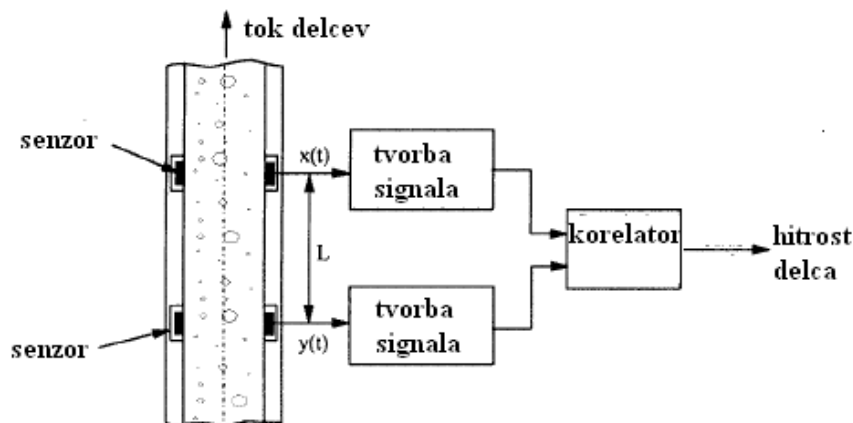 tok delcev
senzor
x(t)
tvorba
signala
korelator
hitrost
delca
L
senzor
y(t)
tvorba
signala